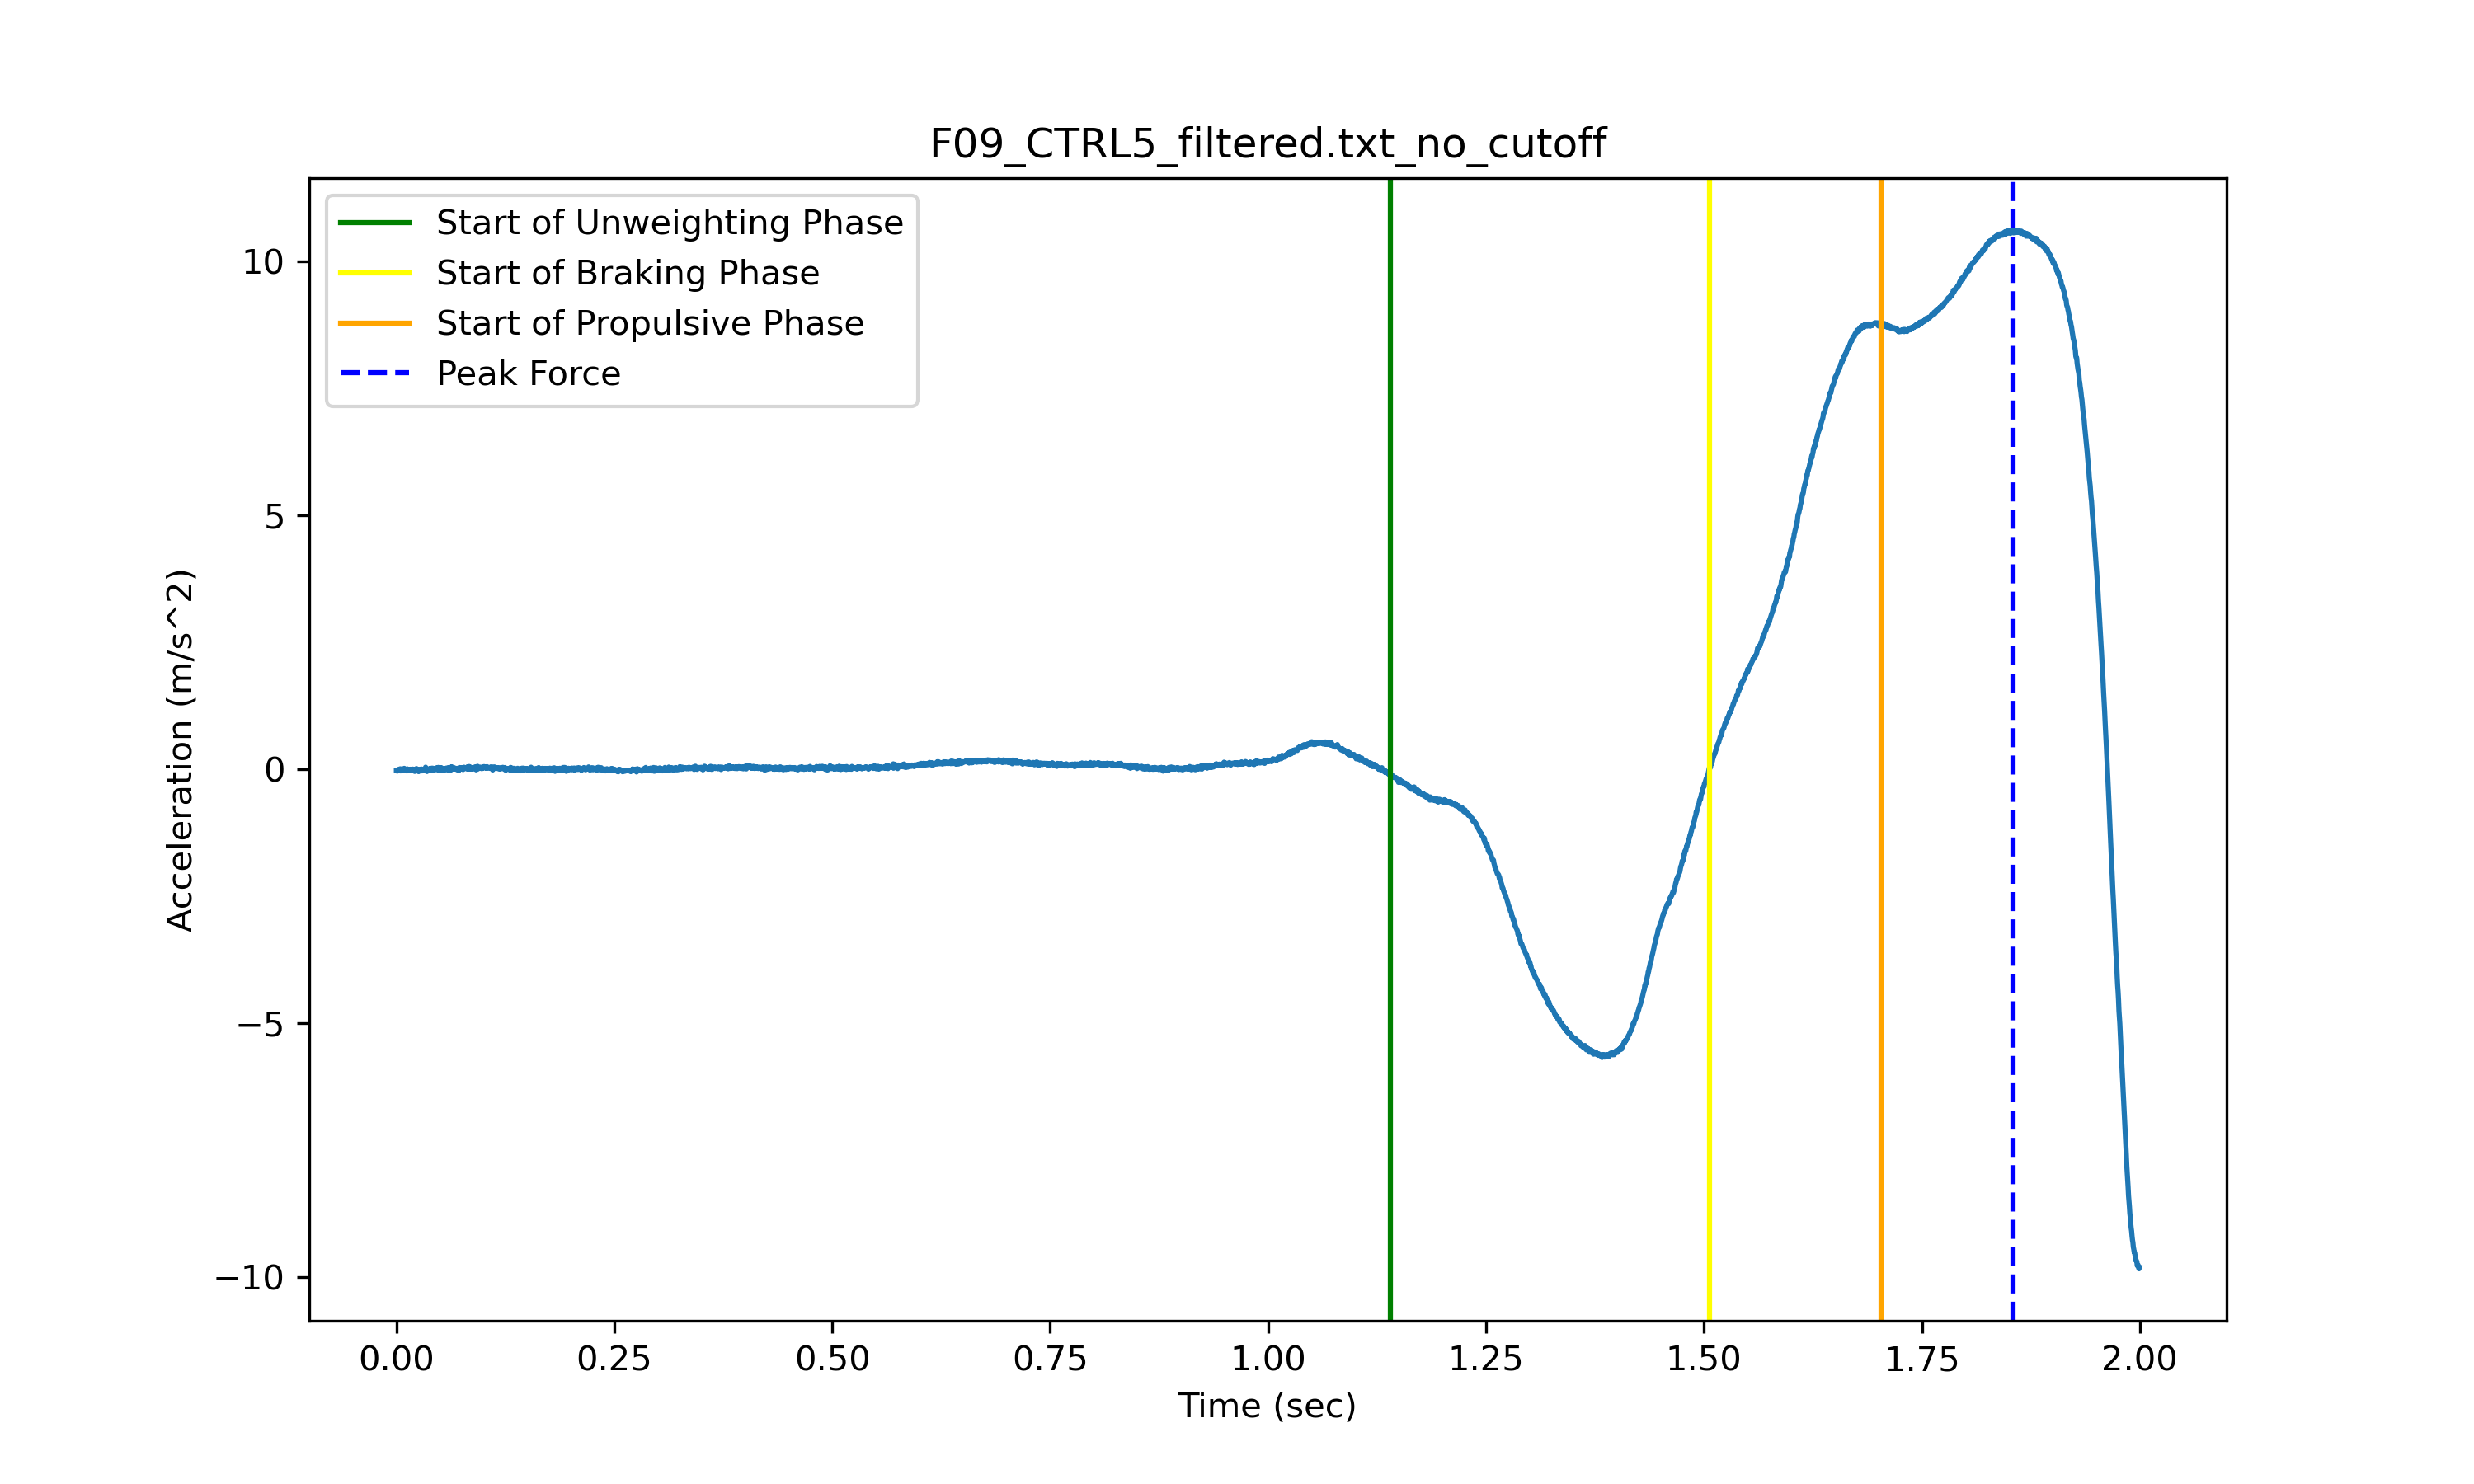 F09_CTRL5_filtered.txt_no_cutoff
Start of Unweighting Phase
Start of Braking Phase
Start of Propulsive Phase
Peak Force
Acceleration (m/s^2)
10
5
0
−5
−10
0.00 0.25 0.50 0.75 1.00 1.25 1.50 1.75 2.00
Time (sec)